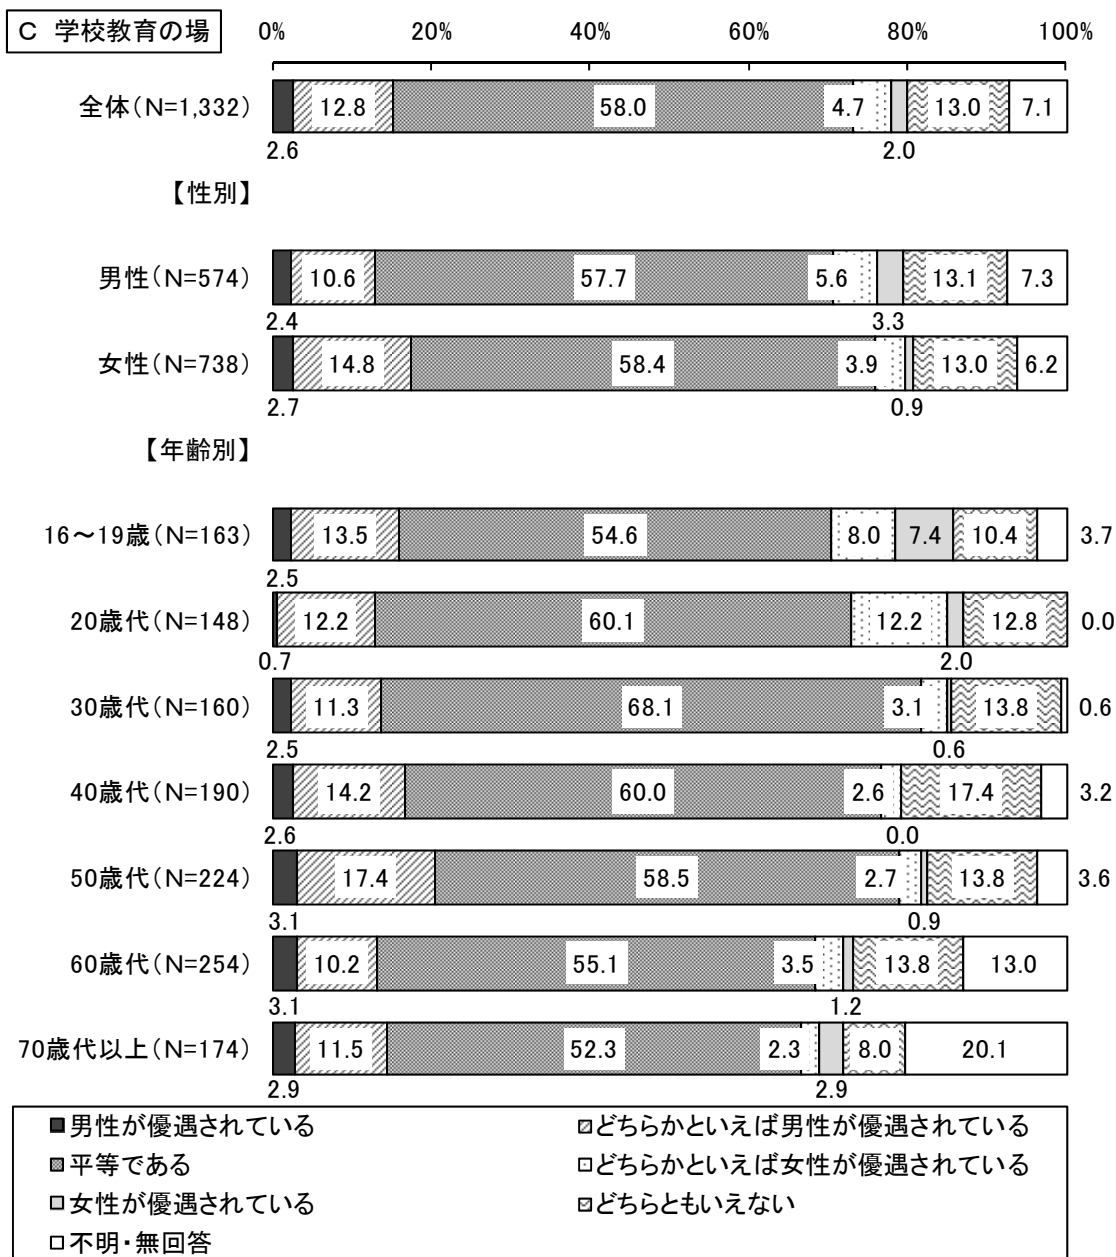 C 学校教育の場
0% 20% 40% 60% 80% 100%
全体(N=1,332) 12.8 58.0 4.7 13.0 7.1
2.6 2.0
【性別】
男性(N=574) 10.6 57.7 5.6 13.1 7.3
2.4 3.3
女性(N=738) 14.8 58.4 3.9 13.0 6.2
2.7 0.9
【年齢別】
16~19歳(N=163) 13.5 54.6 8.0 7.4 10.4 3.7
2.5
20歳代(N=148) 12.2 60.1 12.2 12.8 0.0
0.7 2.0
30歳代(N=160) 11.3 68.1 3.1 13.8 0.6
2.5 0.6
40歳代(N=190) 14.2 60.0 2.6 17.4 3.2
2.6 0.0
50歳代(N=224) 17.4 58.5 2.7 13.8 3.6
3.1 0.9
60歳代(N=254) 10.2 55.1 3.5 13.8 13.0
3.1 1.2
70歳代以上(N=174) 11.5 52.3 2.3 8.0 20.1
2.9 2.9
男性が優遇されている どちらかといえば男性が優遇されている
平等である どちらかといえば女性が優遇されている
女性が優遇されている どちらともいえない
不明・無回答